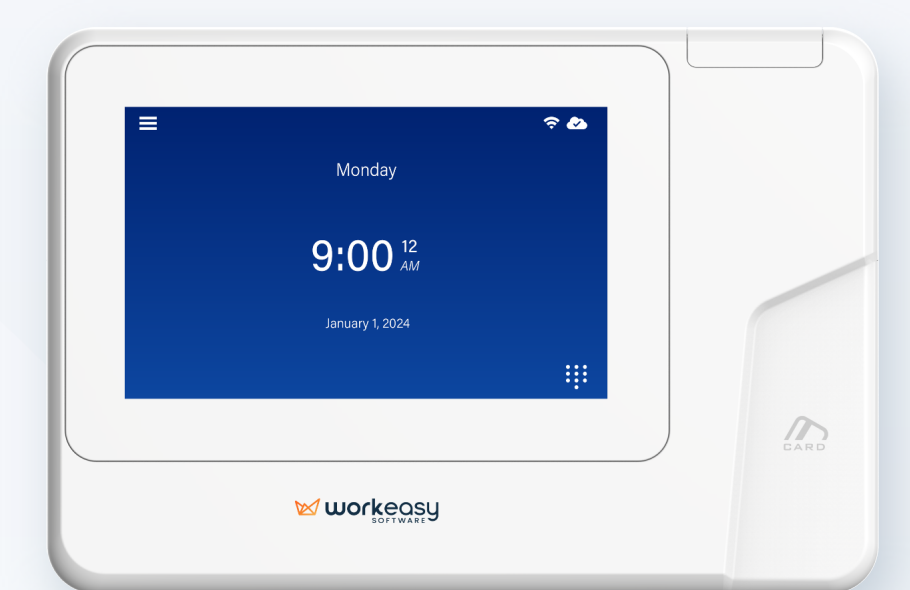 Monday
9:00 12
AM
January 1, 2024
CARD
workeasy
SOFTWARE